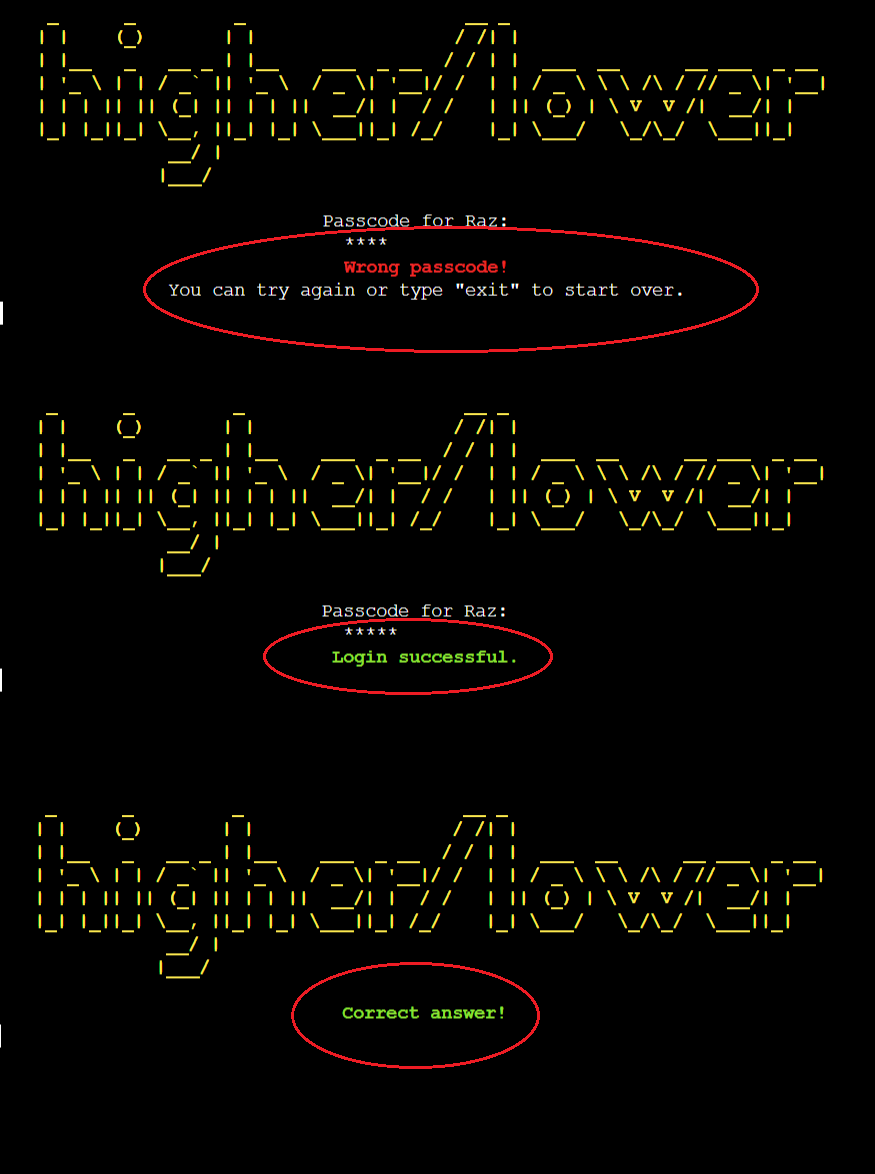 higher/lower
Passcode for Raz:
****
Wrong passcode!
You can try again or type "exit" to start over.
higher/lower
Passcode for Raz:
*****
Login successful.
higher/lower
Correct answer!